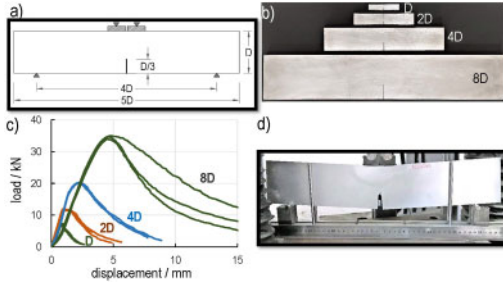 a)
D/3
D
4D
5D
b)
D
2D
4D
8D
c)
load / kN
40
30
20
10
0
0
5
10
15
displacement / mm
D
2D
4D
8D
d)